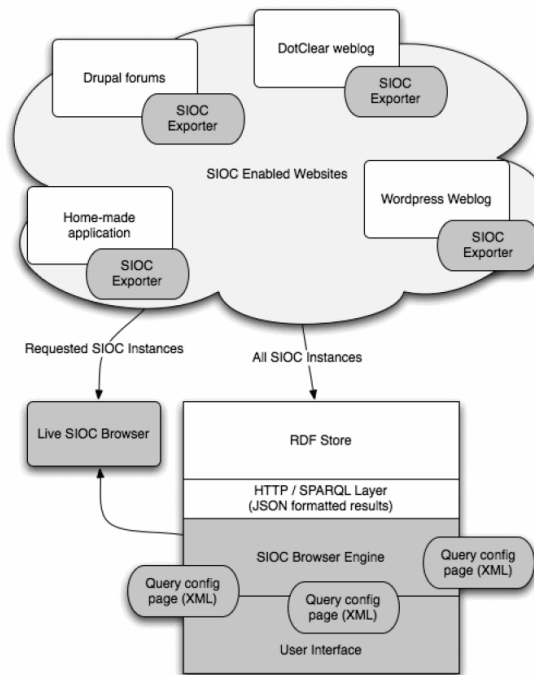 DotClear weblog
Drupal forums
SIOC
Exporter
SIOC
Exporter
SIOC Enabled Websites
Wordpress Weblog
Home-made
application
SIOC
Exporter
SIOC
Exporter
Requested SIOC Instances
All SIOC Instances
Live SIOC Browser
RDF Store
HTTP / SPARQL Layer
(JSON formatted results)
SIOC Browser Engine
Query config
page (XML)
Query config
page (XML)
Query config
page (XML)
User Interface